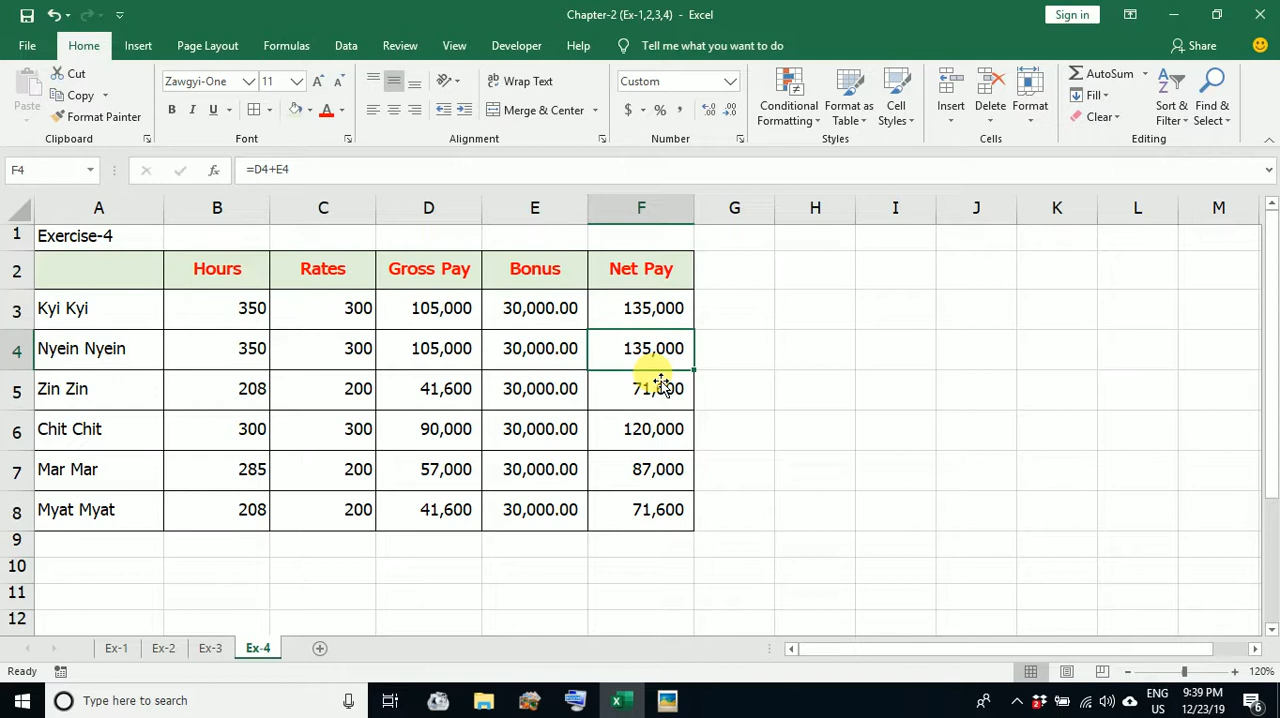 Chapter-2 (Ex-1,2,3,4) - Excel
Sign in
File Home Insert Page Layout Formulas Data Review View Developer Help Tell me what you want to do Share
Paste Cut Copy Format Painter Clipboard
Zawgyi-One 11 B I U A Font
Wrap Text Merge & Center Alignment
Custom $ % , Number
Conditional Formatting Format as Table Cell Styles Styles
Insert Delete Format Cells
AutoSum Fill Clear Sort & Filter Find & Select Editing
F4 fx =D4+E4
A B C D E F G H I J K L M
1 Exercise-4
2 Hours Rates Gross Pay Bonus Net Pay
3 Kyi Kyi 350 300 105,000 30,000.00 135,000
4 Nyein Nyein 350 300 105,000 30,000.00 135,000
5 Zin Zin 208 200 41,600 30,000.00 71,600
6 Chit Chit 300 300 90,000 30,000.00 120,000
7 Mar Mar 285 200 57,000 30,000.00 87,000
8 Myat Myat 208 200 41,600 30,000.00 71,600
9
10
11
12
Ex-1 Ex-2 Ex-3 Ex-4
Ready 120%
Type here to search ENG US 9:39 PM 12/23/19 6